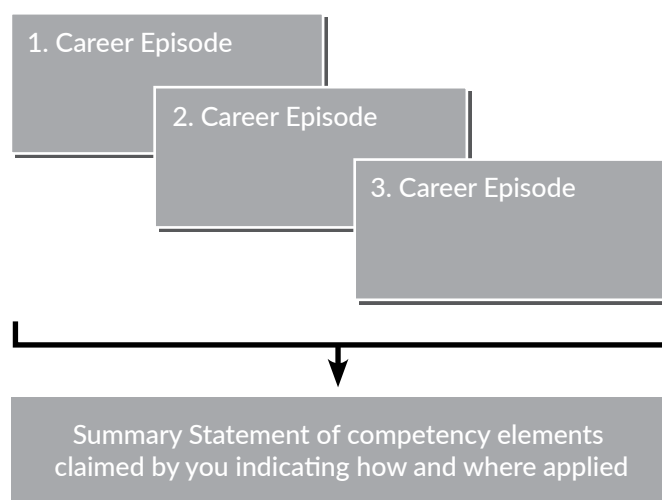 1. Career Episode
2. Career Episode
3. Career Episode
Summary Statement of competency elements
claimed by you indicating how and where applied